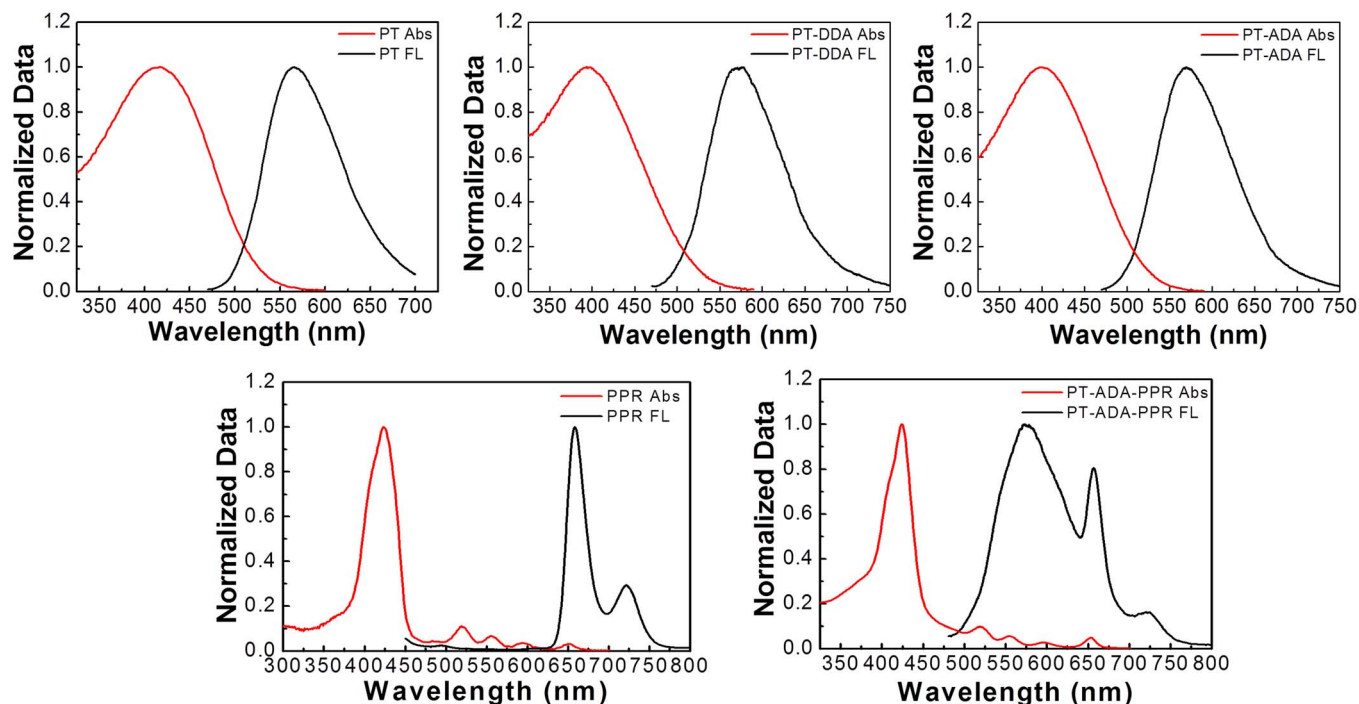 PT Abs
PT FL
Normalized Data
1.2
1.0
0.8
0.6
0.4
0.2
0.0
350 400 450 500 550 600 650 700
Wavelength (nm)
PT-DDA Abs
PT-DDA FL
Normalized Data
1.2
1.0
0.8
0.6
0.4
0.2
0.0
350 400 450 500 550 600 650 700 750
Wavelength (nm)
PT-ADA Abs
PT-ADA FL
Normalized Data
1.2
1.0
0.8
0.6
0.4
0.2
0.0
350 400 450 500 550 600 650 700 750
Wavelength (nm)
PPR Abs
PPR FL
Normalized Data
1.2
1.0
0.8
0.6
0.4
0.2
0.0
300 350 400 450 500 550 600 650 700 750 800
Wavelength (nm)
PT-ADA-PPR Abs
PT-ADA-PPR FL
Normalized Data
1.2
1.0
0.8
0.6
0.4
0.2
0.0
350 400 450 500 550 600 650 700 750 800
Wavelength (nm)